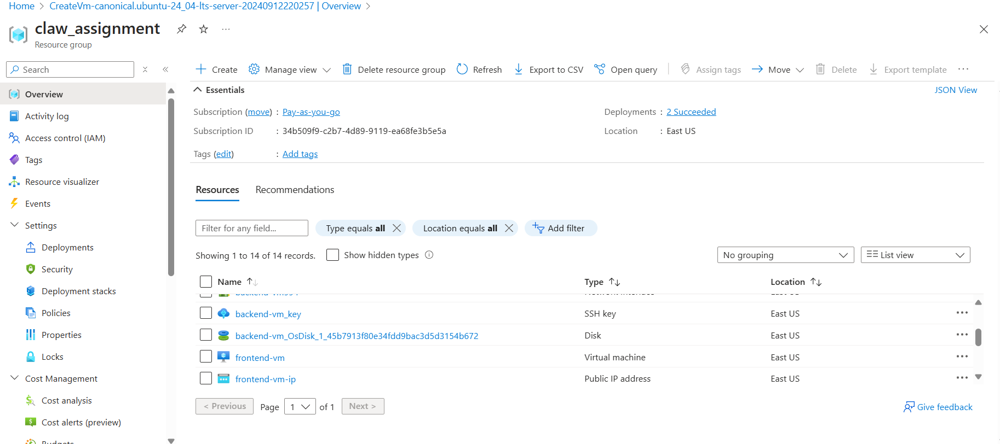 Home > CreateVm-canonical.ubuntu-24_04-lts-server-20240912220257 | Overview >
claw_assignment ...
Resource group
Search
Create Manage view Delete resource group Refresh Export to CSV Open query Assign tags Move Delete Export template ...
Overview
Activity log
Access control (IAM)
Tags
Resource visualizer
Events
Settings
Deployments
Security
Deployment stacks
Policies
Properties
Locks
Cost Management
Cost analysis
Cost alerts (preview)
Budgets
Essentials JSON View
Subscription (move) : Pay-as-you-go Deployments : 2 Succeeded
Subscription ID : 34b509f9-c2b7-4d89-9119-ea68fe3b5e5a Location : East US
Tags (edit) : Add tags
Resources Recommendations
Filter for any field... Type equals all Location equals all Add filter
Showing 1 to 14 of 14 records. Show hidden types No grouping List view
Name Type Location
Network Interface East US
backend-vm_key SSH key East US ...
backend-vm_OsDisk_1_45b7913f80e34fdd9bac3d5d3154b672 Disk East US ...
frontend-vm Virtual machine East US ...
frontend-vm-ip Public IP address East US ...
< Previous Page 1 of 1 Next > Give feedback